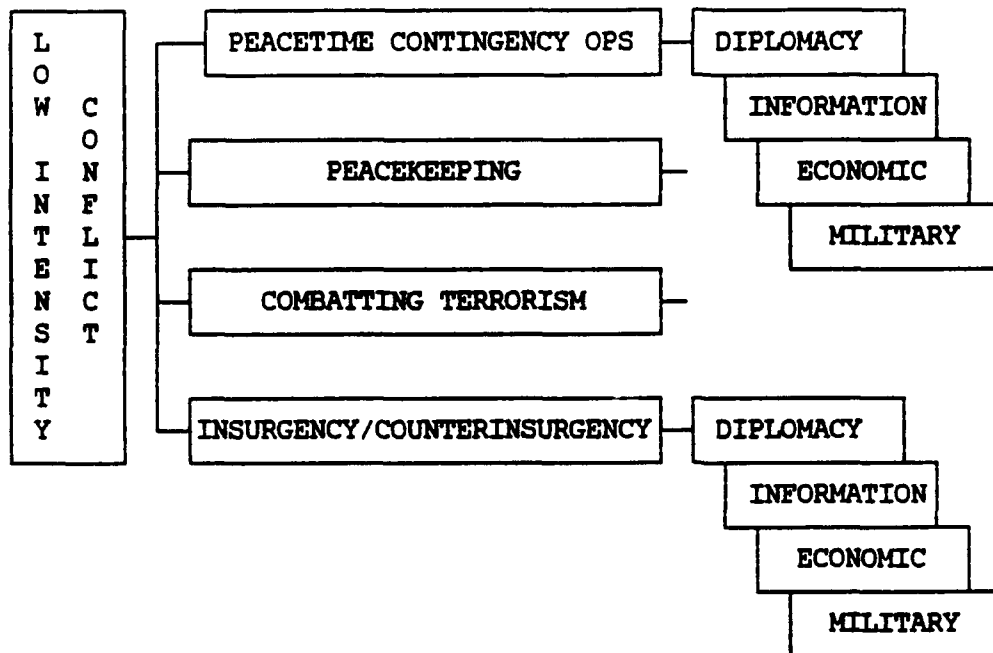 LOW INTENSITY
CONFLICT
PEACETIME CONTINGENCY OPS
DIPLOMACY
INFORMATION
ECONOMIC
MILITARY
PEACEKEEPING
COMBATTING TERRORISM
INSURGENCY/COUNTERINSURGENCY
DIPLOMACY
INFORMATION
ECONOMIC
MILITARY